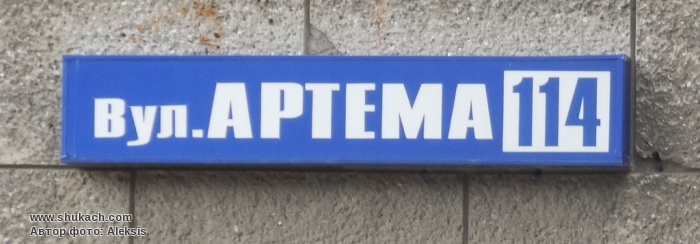 Вул.АРТЕМА 114
www.shukach.com
Автор фото: Aleksis